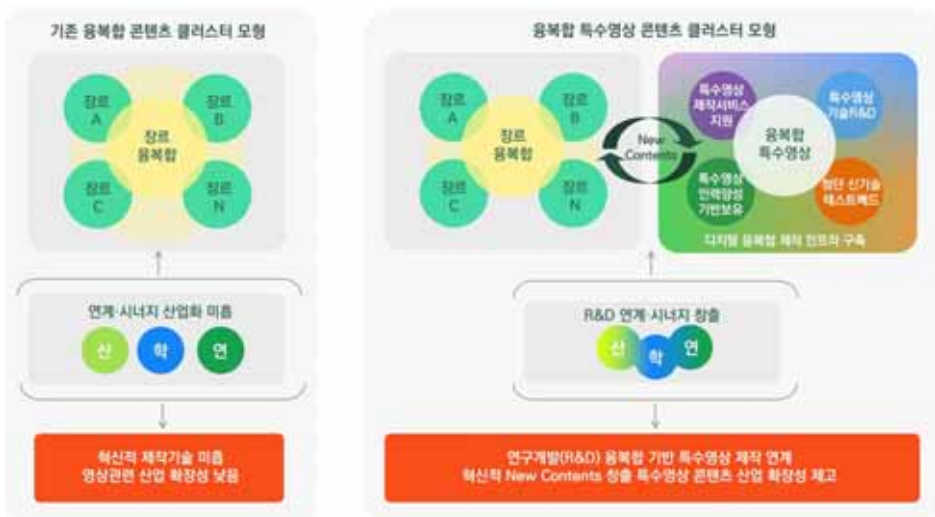 기존 융복합 콘텐츠 클러스터 모형
장르
A
장르
B
장르
융복합
장르
C
장르
N
연계·시너지 산업화 미흡
산
학
연
혁신적 제작기술 미흡
영상관련 산업 확장성 낮음
융복합 특수영상 콘텐츠 클러스터 모형
장르
A
장르
B
장르
융복합
장르
C
장르
N
New
Contents
특수영상
제작서비스
지원
특수영상
기술R&D
융복합
특수영상
특수영상
인력양성
기반보유
첨단 신기술
테스트베드
디지털 융복합 제작 인프라 구축
R&D 연계·시너지 창출
산
학
연
연구개발(R&D) 융복합 기반 특수영상 제작 연계
혁신적 New Contents 창출 특수영상 콘텐츠 산업 확장성 제고